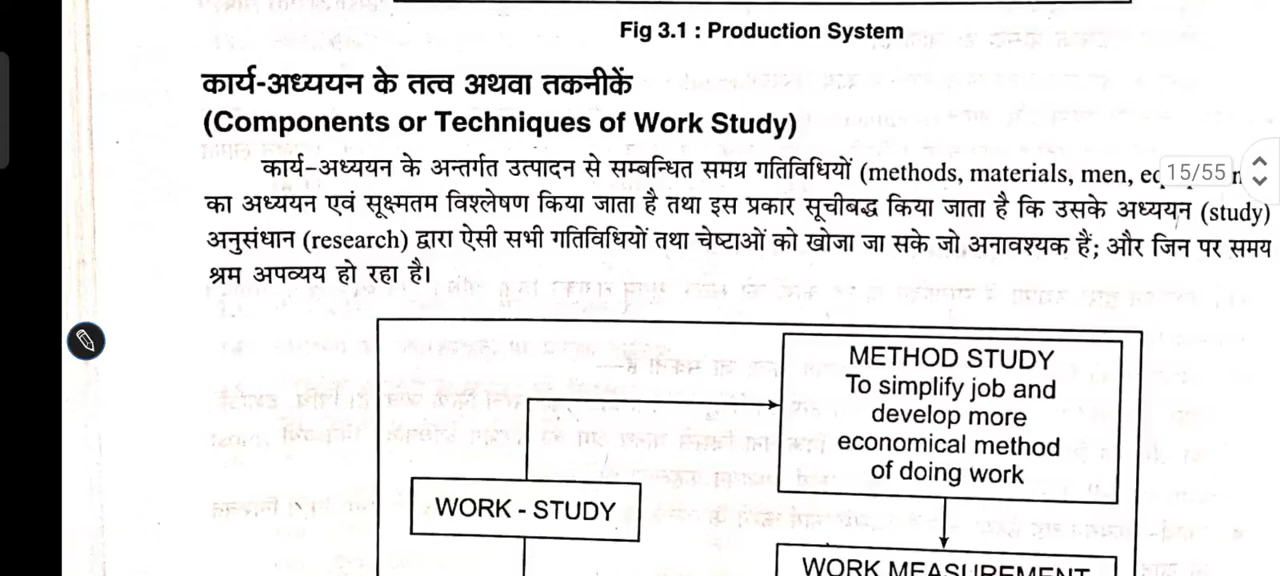 Fig 3.1 : Production System
कार्य-अध्ययन के तत्व अथवा तकनीकें
(Components or Techniques of Work Study)
कार्य-अध्ययन के अन्तर्गत उत्पादन से सम्बन्धित समग्र गतिविधियों (methods, materials, men,
15/55
का अध्ययन एवं सूक्ष्मतम विश्लेषण किया जाता है तथा इस प्रकार सूचीबद्ध किया जाता है कि उसके अध्ययन (study)
अनुसंधान (research) द्वारा ऐसी सभी गतिविधियों तथा चेष्टाओं को खोजा जा सके जो अनावश्यक हैं; और जिन पर समय
श्रम अपव्यय हो रहा है।
METHOD STUDY
To simplify job and
develop more
economical method
of doing work
WORK - STUDY
WORK MEASUREMENT